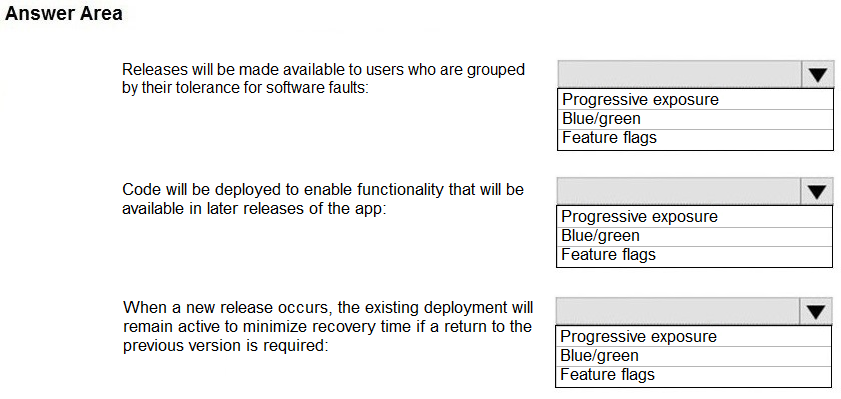 Answer Area
Releases will be made available to users who are grouped
by their tolerance for software faults:
Progressive exposure
Blue/green
Feature flags
Code will be deployed to enable functionality that will be
available in later releases of the app:
Progressive exposure
Blue/green
Feature flags
When a new release occurs, the existing deployment will
remain active to minimize recovery time if a return to the
previous version is required:
Progressive exposure
Blue/green
Feature flags